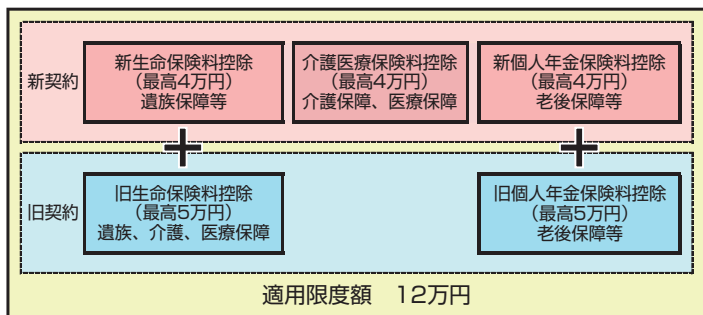 新契約
新生命保険料控除
（最高4万円）
遺族保障等
介護医療保険料控除
（最高4万円）
介護保障、医療保障
新個人年金保険料控除
（最高4万円）
老後保障等
旧契約
旧生命保険料控除
（最高5万円）
遺族、介護、医療保障
旧個人年金保険料控除
（最高5万円）
老後保障等
適用限度額　12万円